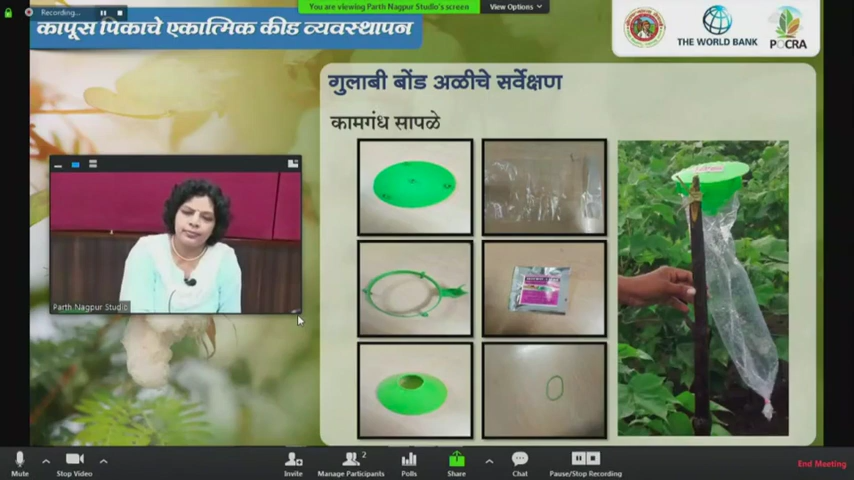 Recording...
You are viewing Parth Nagpur Studio's screen
View Options
कापूस पिकाचे एकात्मिक कीड व्यवस्थापन
THE WORLD BANK
POCRA
गुलाबी बोंड अळीचे सर्वेक्षण
कामगंध सापळे
Parth Nagpur Studio
Mute
Stop Video
Invite
2
Manage Participants
Polls
Share
Chat
Pause/Stop Recording
End Meeting